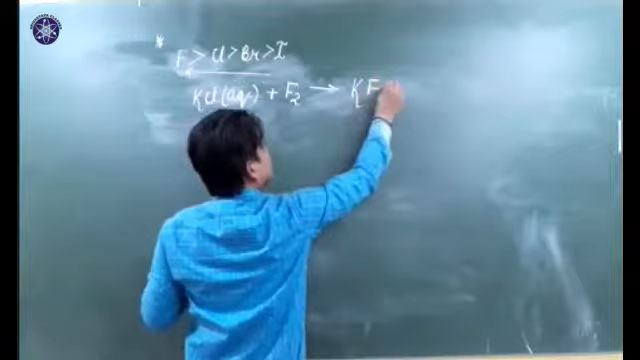 * F > Cl > Br > I
KCl(aq) + F₂ → KF